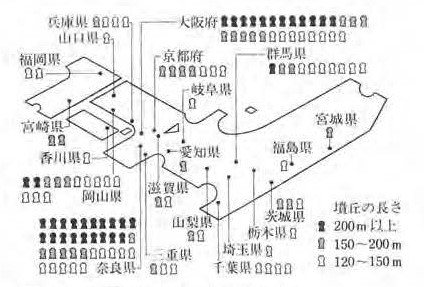 兵庫県
大阪府
山口県
福岡県
京都府
群馬県
岐阜県
宮城県
宮崎県
愛知県
福島県
香川県
滋賀県
岡山県
茨城県
山梨県
栃木県
埼玉県
三重県
奈良県
千葉県
墳丘の長さ
200m以上
150~200m
120~150m